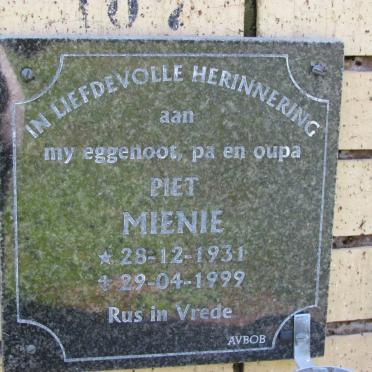 IN LIEFDEVOLLE HERINNERING
aan
my eggenoot, pa en oupa
PIET
MIENIE
★ 28-12-1931
✝ 29-04-1999
Rus in Vrede
AVBOB